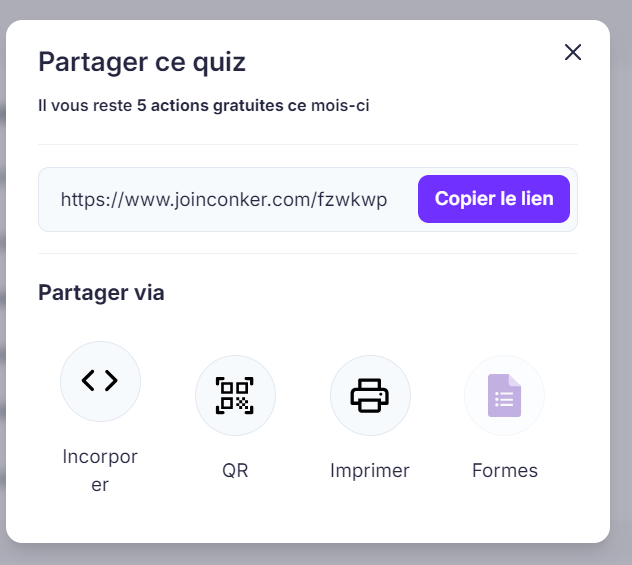 Partager ce quiz
Il vous reste 5 actions gratuites ce mois-ci
https://www.joinconker.com/fzwkwp
Copier le lien
Partager via
Incorpor
er
QR
Imprimer
Formes